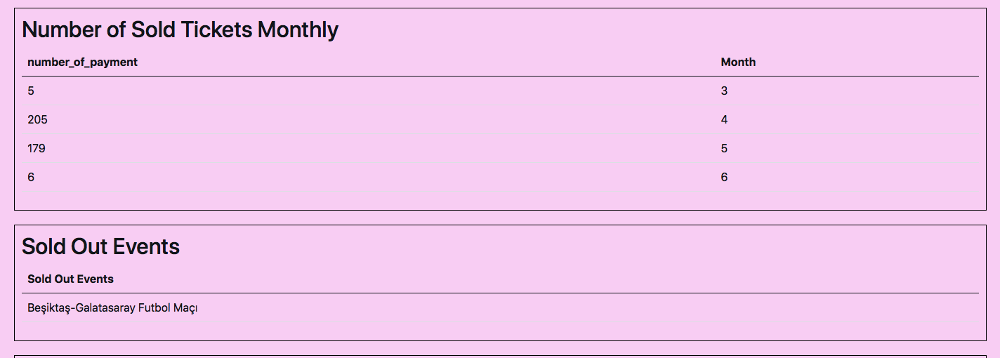 Number of Sold Tickets Monthly
number_of_payment Month
5 3
205 4
179 5
6 6
Sold Out Events
Sold Out Events
Beşiktaş-Galatasaray Futbol Maçı